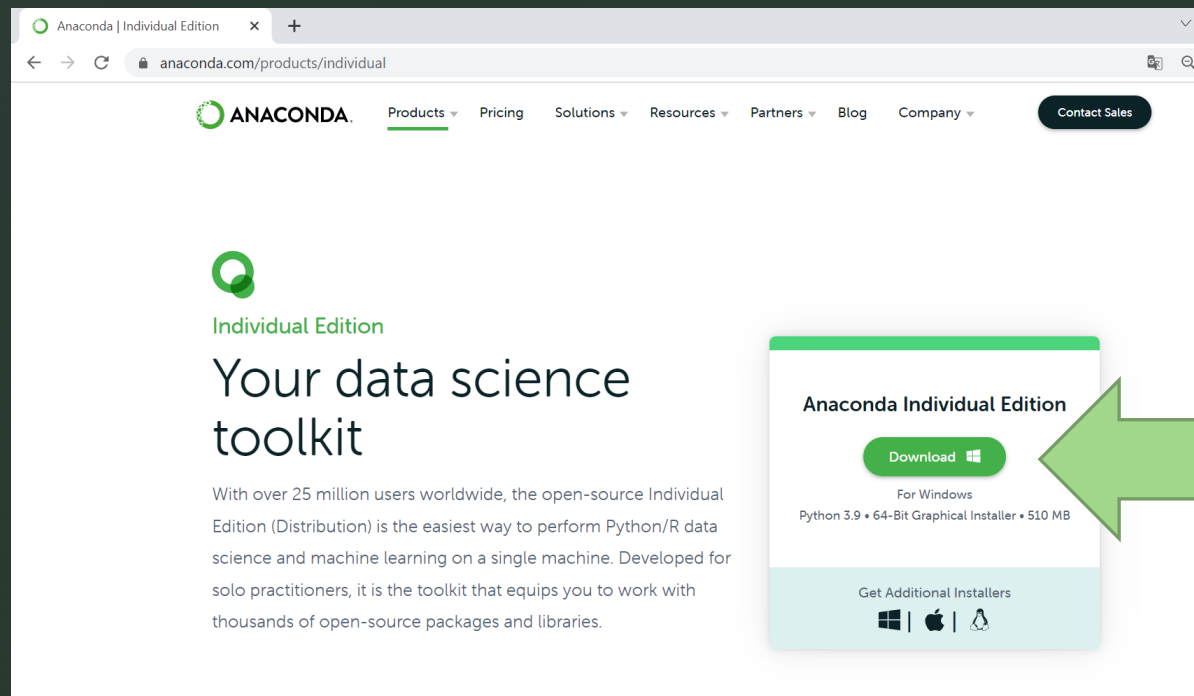 Anaconda | Individual Edition
anaconda.com/products/individual
ANACONDA.
Products
Pricing
Solutions
Resources
Partners
Blog
Company
Contact Sales
Individual Edition
Your data science
toolkit
With over 25 million users worldwide, the open-source Individual
Edition (Distribution) is the easiest way to perform Python/R data
science and machine learning on a single machine. Developed for
solo practitioners, it is the toolkit that equips you to work with
thousands of open-source packages and libraries.
Anaconda Individual Edition
Download
For Windows
Python 3.9 • 64-Bit Graphical Installer • 510 MB
Get Additional Installers